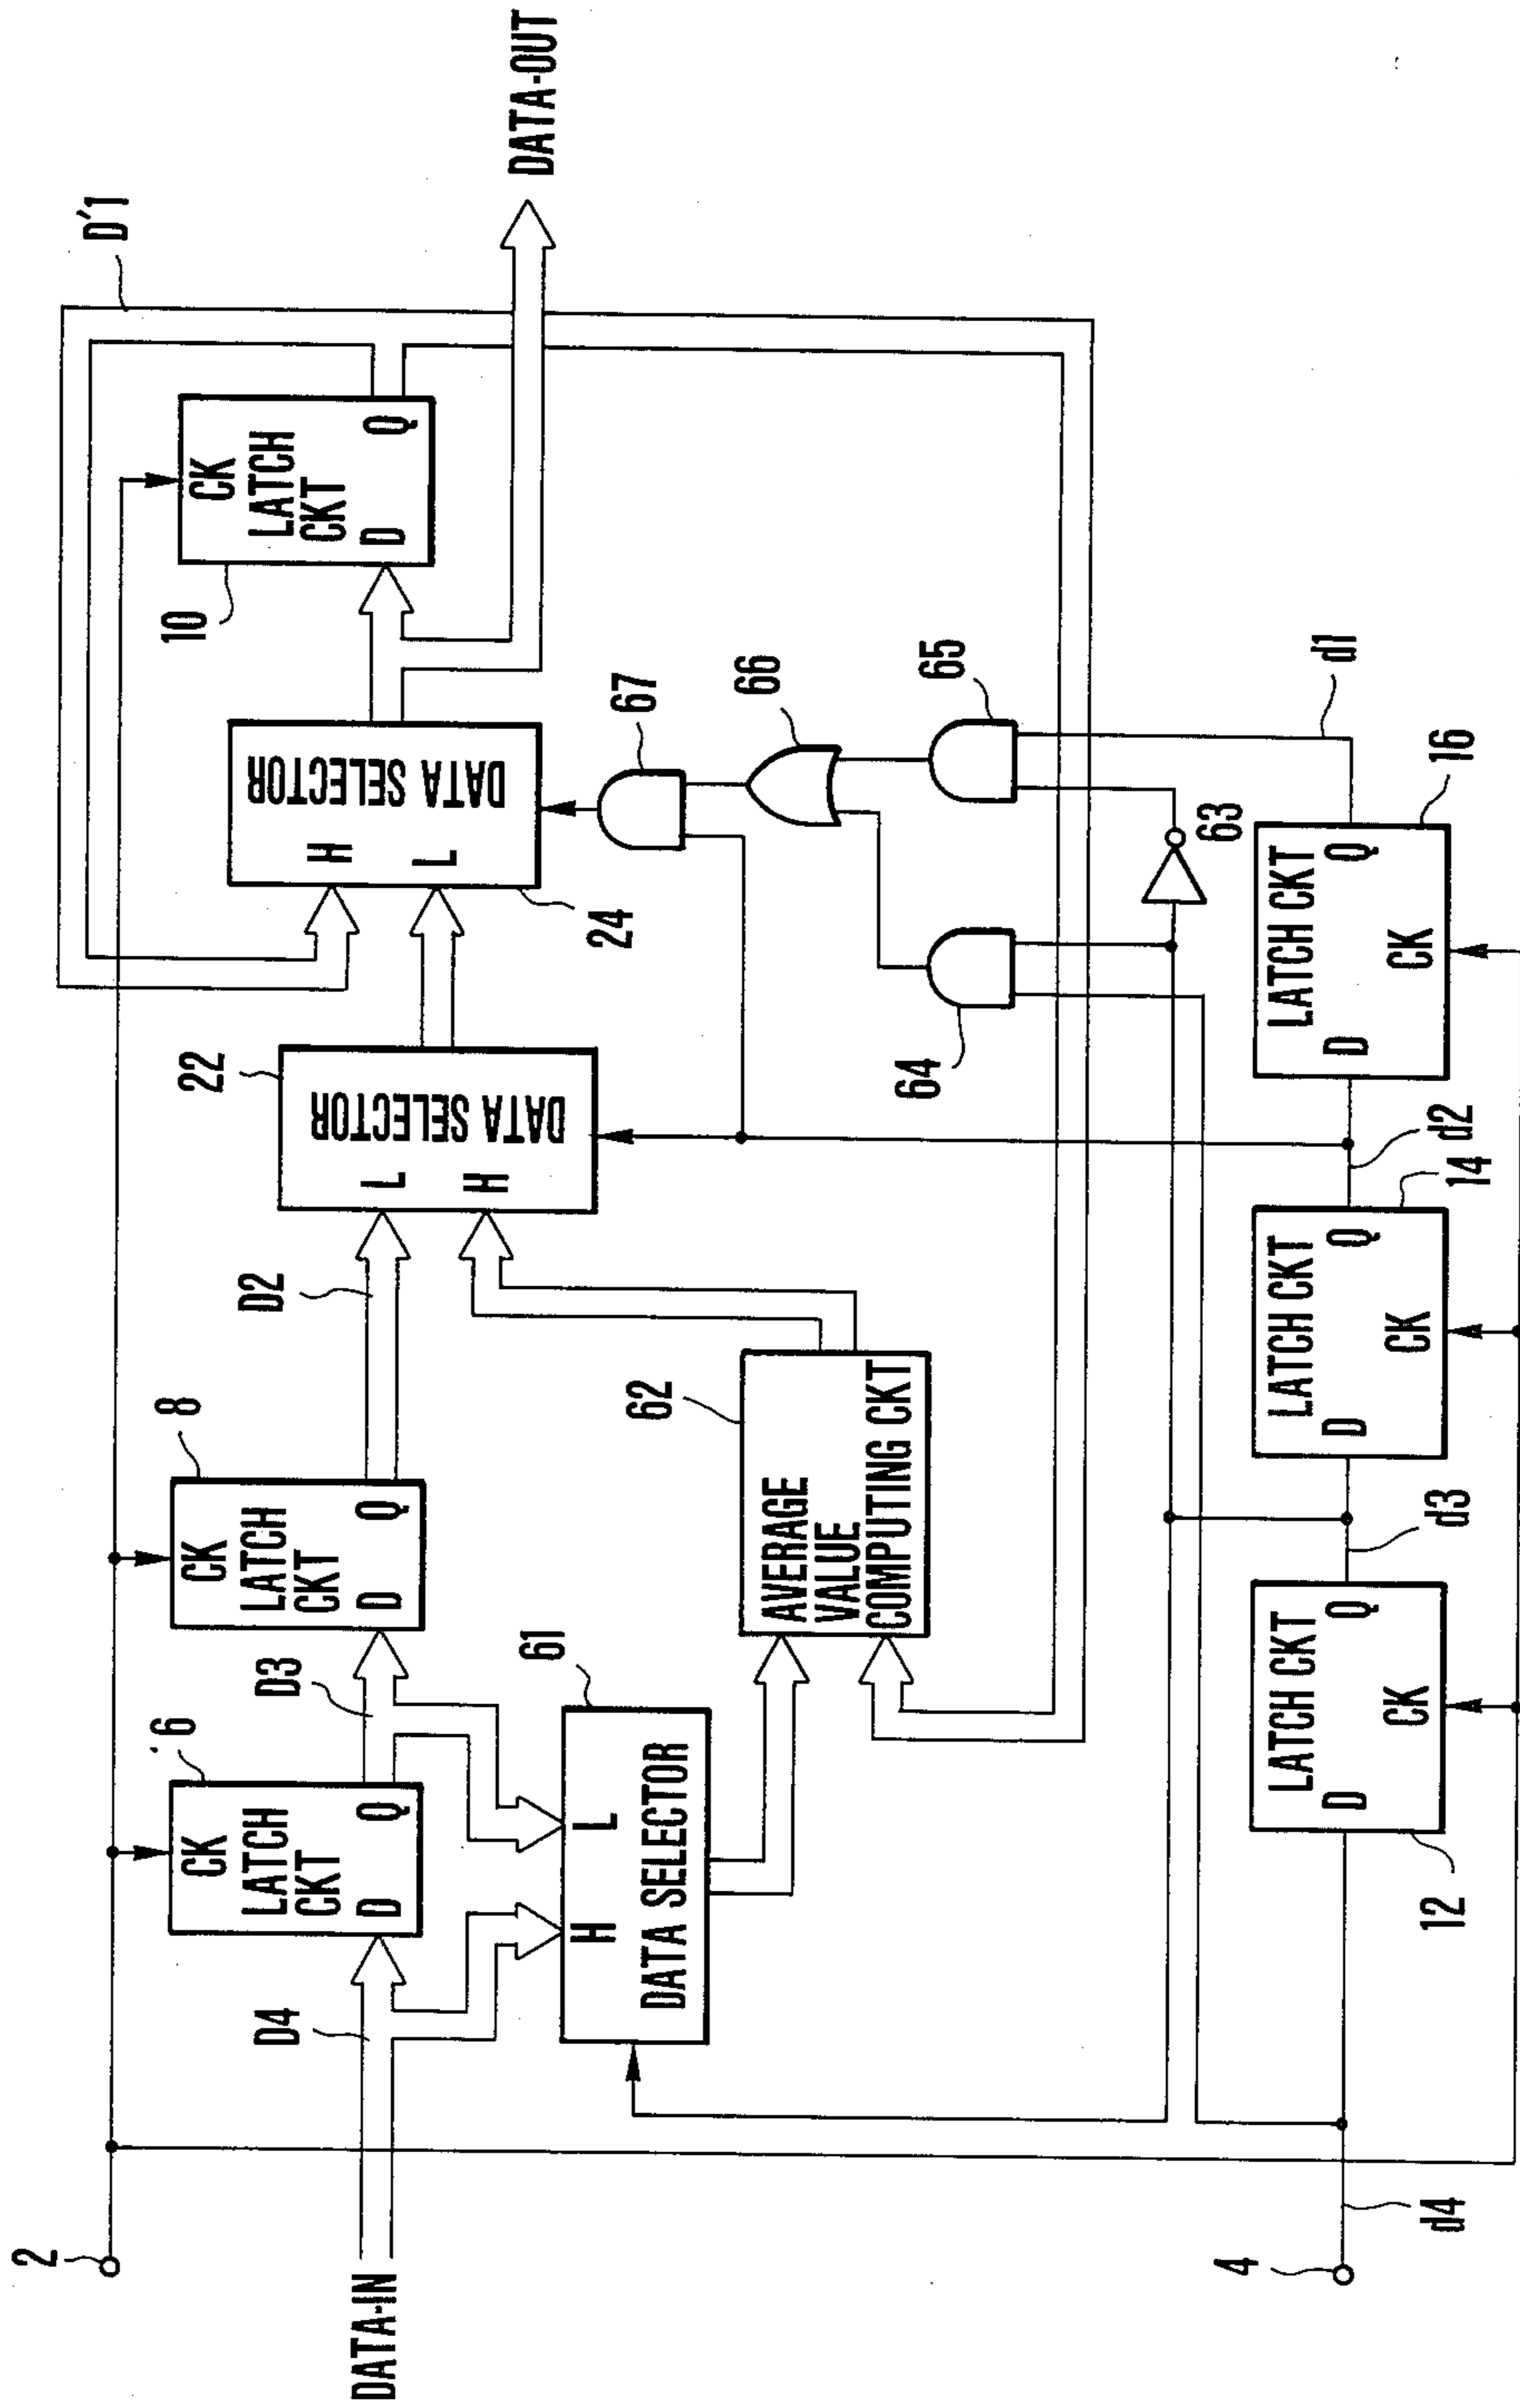 2
DATA-IN
D4
6
CK
LATCH
CKT
D Q
D3
8
CK
LATCH
CKT
D Q
D2
22
L
H
DATA SELECTOR
24
H
L
DATA SELECTOR
10
CK
LATCH
CKT
D Q
D'1
DATA-OUT
61
H L
DATA SELECTOR
62
AVERAGE
VALUE
COMPUTING CKT
67
66
65
64
63
4
d4
12
LATCH CKT
D Q
CK
d3
14
LATCH CKT
D Q
CK
d2
16
LATCH CKT
D Q
CK
d1